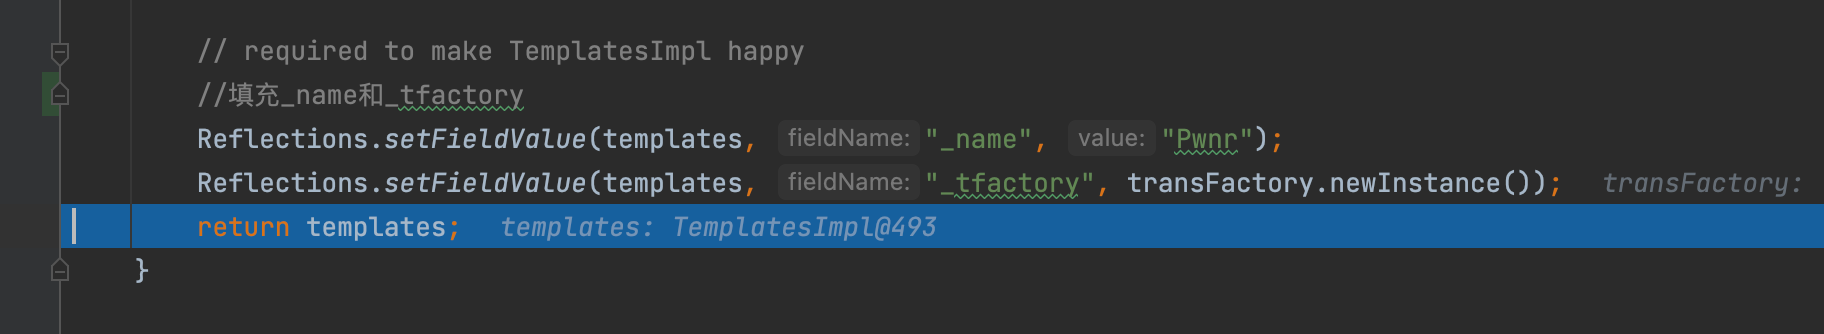 // required to make TemplatesImpl happy
//填充_name和_tfactory
Reflections.setFieldValue(templates, fieldName: "_name", value: "Pwnr");
Reflections.setFieldValue(templates, fieldName: "_tfactory", transFactory.newInstance()); transFactory:
return templates; templates: TemplatesImpl@493
}